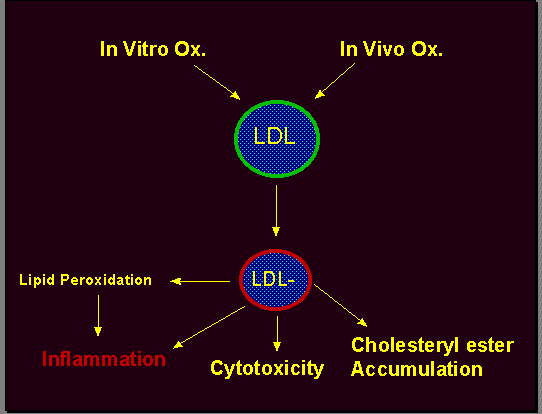 In Vitro Ox.
In Vivo Ox.
LDL
LDL-
Lipid Peroxidation
Inflammation
Cytotoxicity
Cholesteryl ester
Accumulation